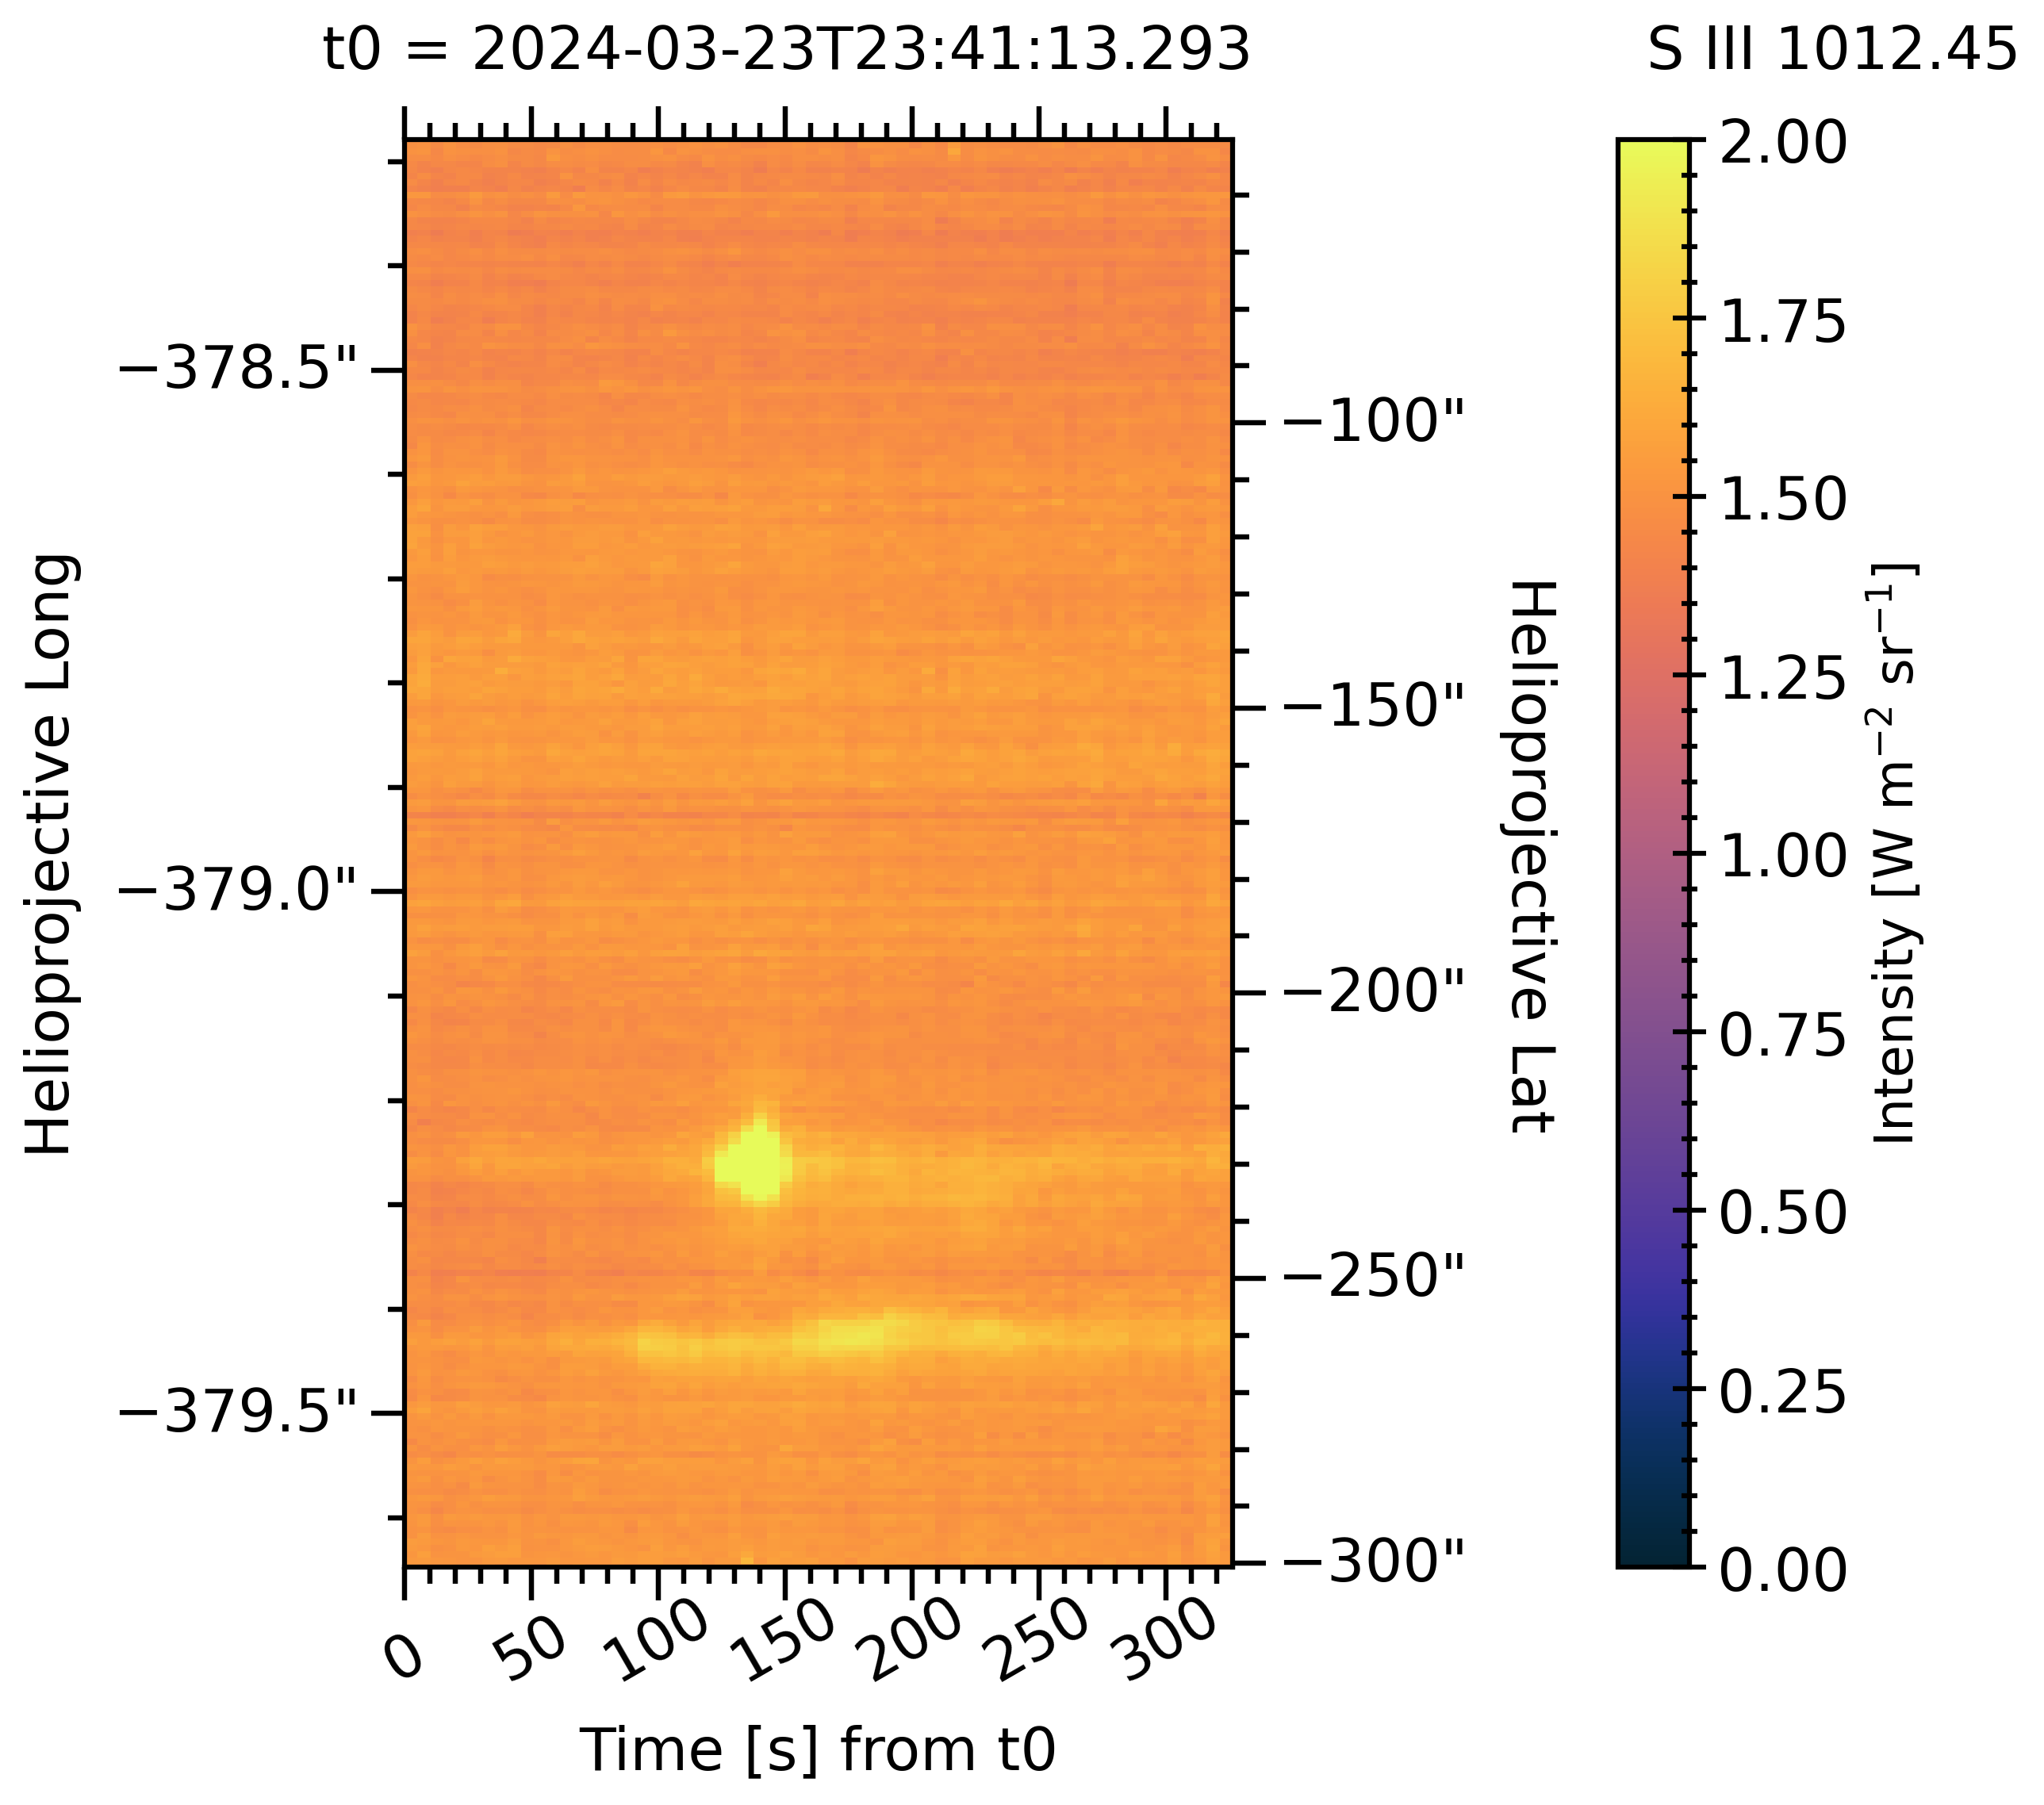 t0 = 2024-03-23T23:41:13.293
S III 1012.45
Helioprojective Long
−378.5"
−379.0"
−379.5"
−100"
−150"
−200"
−250"
−300"
Helioprojective Lat
2.00
1.75
1.50
1.25
1.00
0.75
0.50
0.25
0.00
Intensity [W m⁻² sr⁻¹]
0 50 100 150 200 250 300
Time [s] from t0